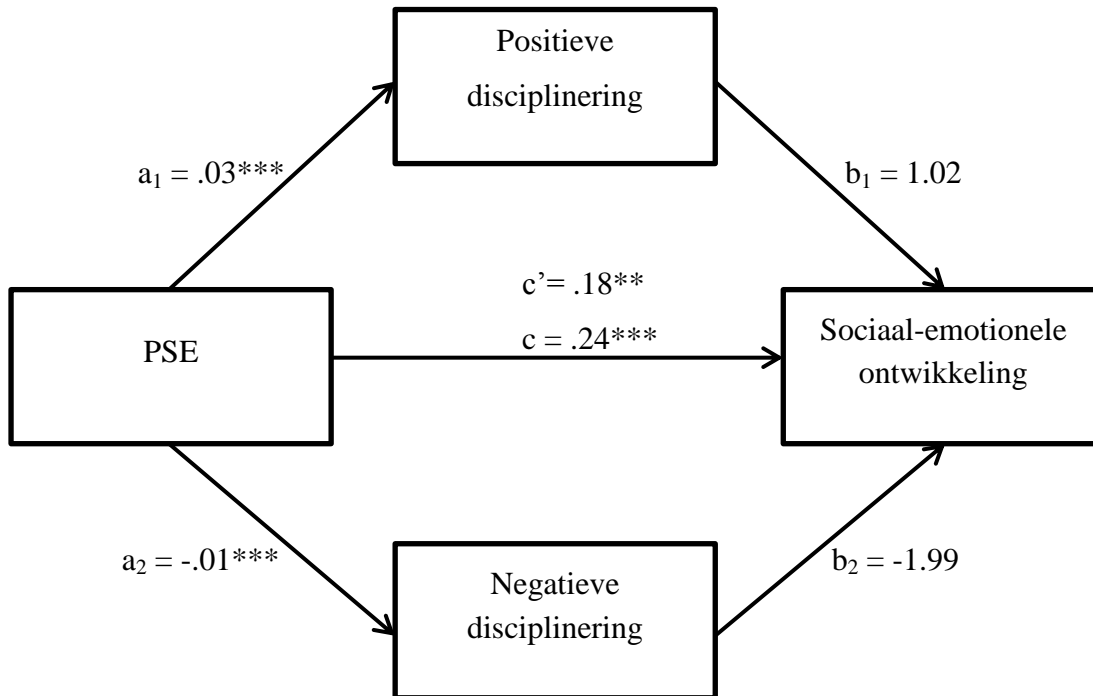 Positieve
disciplinering
a₁ = .03***
b₁ = 1.02
c’= .18**
c = .24***
PSE
Sociaal-emotionele
ontwikkeling
a₂ = -.01***
b₂ = -1.99
Negatieve
disciplinering